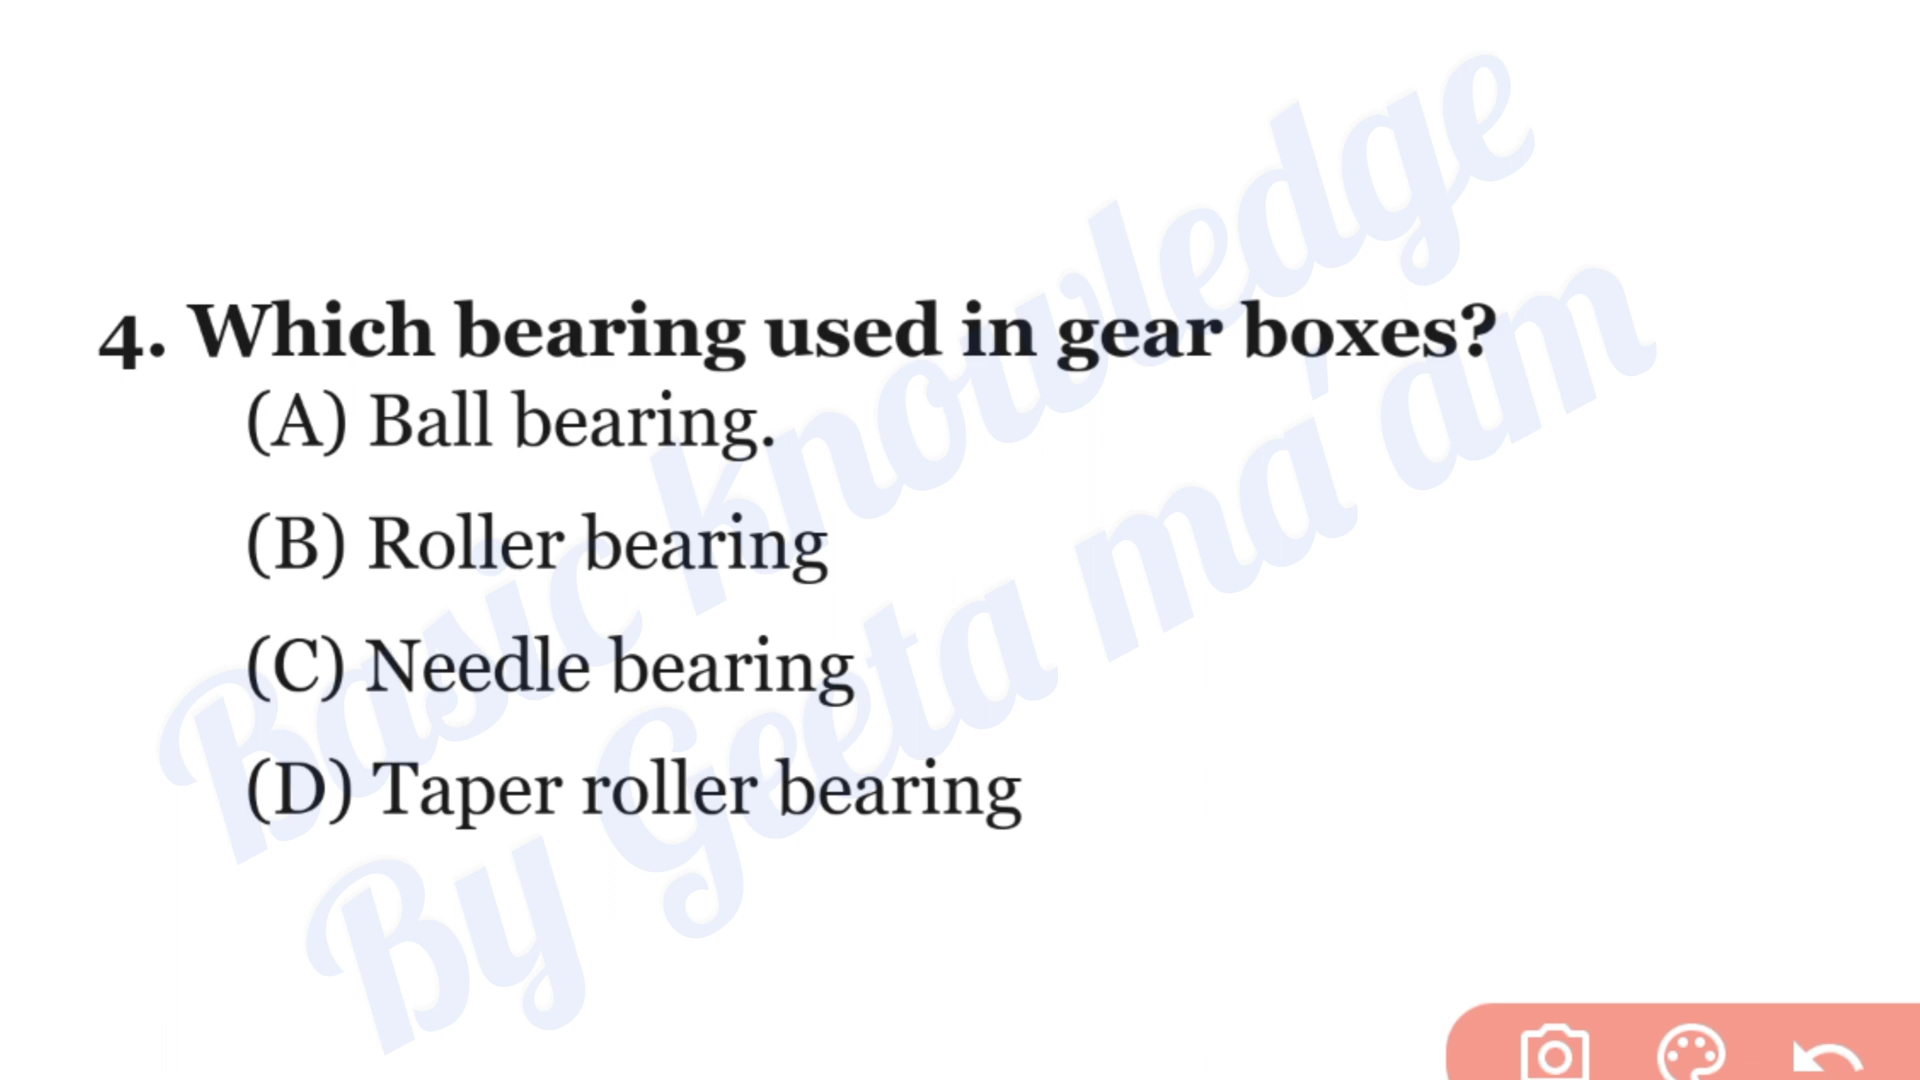 4. Which bearing used in gear boxes?
(A) Ball bearing.
(B) Roller bearing
(C) Needle bearing
(D) Taper roller bearing
Basic knowledge
By Geeta ma'am